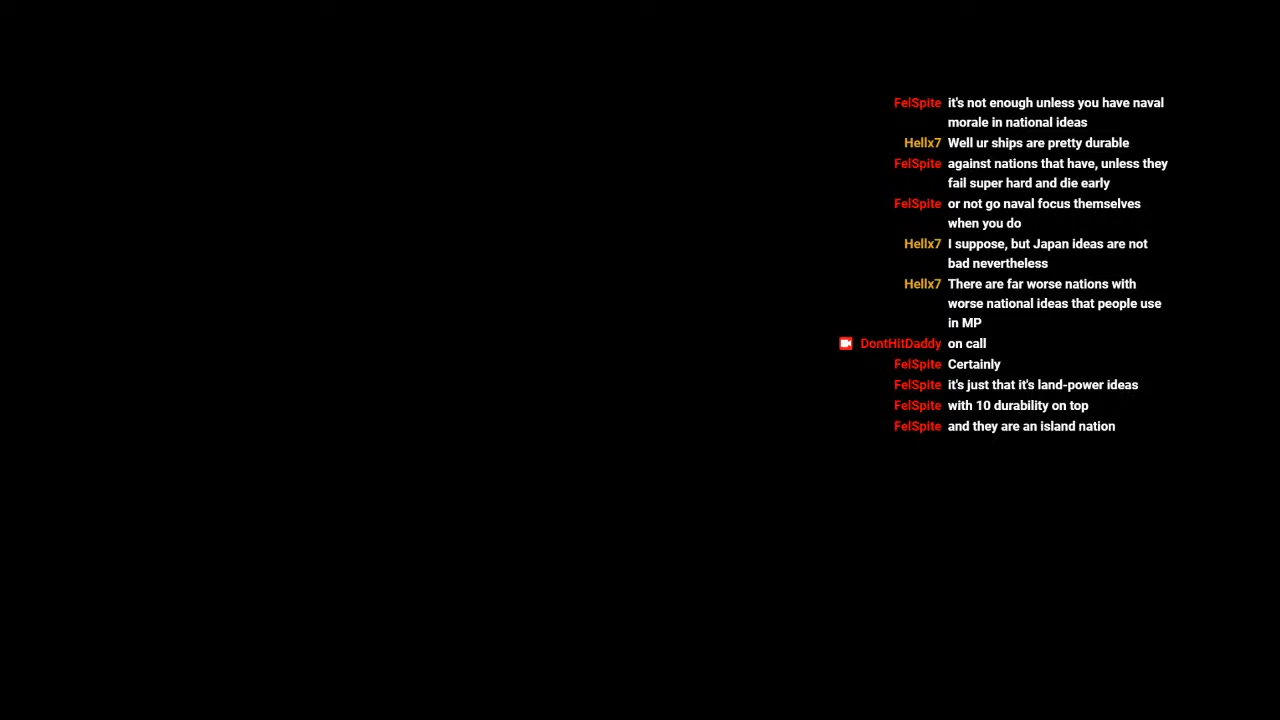 FelSpite it's not enough unless you have naval
morale in national ideas
Hellx7 Well ur ships are pretty durable
FelSpite against nations that have, unless they
fail super hard and die early
FelSpite or not go naval focus themselves
when you do
Hellx7 I suppose, but Japan ideas are not
bad nevertheless
Hellx7 There are far worse nations with
worse national ideas that people use
in MP
DontHitDaddy on call
FelSpite Certainly
FelSpite it's just that it's land-power ideas
FelSpite with 10 durability on top
FelSpite and they are an island nation